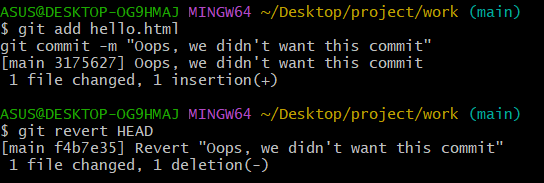 ASUS@DESKTOP-OG9HMAJ MINGW64 ~/Desktop/project/work (main)
$ git add hello.html
git commit -m "Oops, we didn't want this commit"
[main 3175627] Oops, we didn't want this commit
 1 file changed, 1 insertion(+)

ASUS@DESKTOP-OG9HMAJ MINGW64 ~/Desktop/project/work (main)
$ git revert HEAD
[main f4b7e35] Revert "Oops, we didn't want this commit"
 1 file changed, 1 deletion(-)